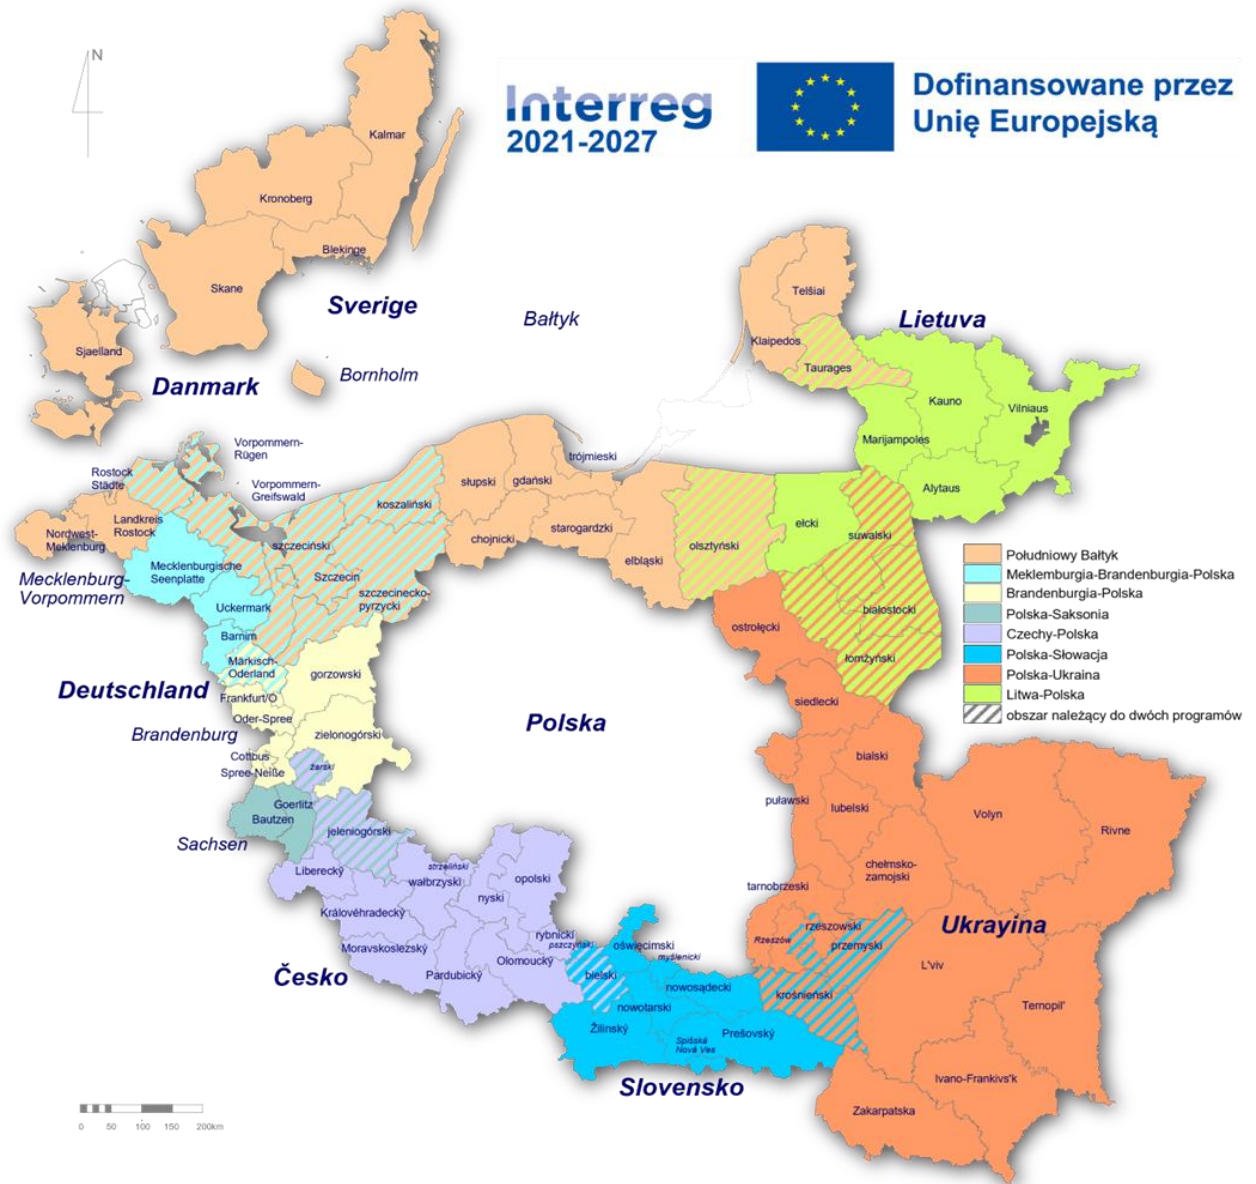 N
Interreg
2021-2027
Dofinansowane przez
Unię Europejską
Kalmar
Kronoberg
Blekinge
Skane
Sverige
Bałtyk
Sjaelland
Danmark
Bornholm
Telšiai
Klaipedos
Taurages
Lietuva
Kauno
Vilniaus
Marijampoles
Alytaus
Vorpommern-
Rügen
Rostock
Städte
Vorpommern-
Greifswald
Landkreis
Rostock
Nordwest-
Meklenburg
Mecklenburg-
Vorpommern
Mecklenburgische
Seenplatte
Uckermark
Barnim
Märkisch-
Oderland
Deutschland
Frankfurt/O
Oder-Spree
Brandenburg
Cottbus
Spree-Neiße
Goerlitz
Bautzen
Sachsen
koszaliński
szczeciński
Szczecin
szczecinecko-
pyrzycki
słupski
gdański
trójmieski
chojnicki
starogardzki
elbląski
olsztyński
ełcki
suwalski
białostocki
łomżyński
ostrołęcki
siedlecki
gorzowski
zielonogórski
żarski
jeleniogórski
Polska
bialski
puławski
lubelski
chełmsko-
zamojski
tarnobrzeski
Rzeszów
rzeszowski
przemyski
krośnieński
Volyn
Rivne
Ukrayina
L'viv
Ternopil'
Ivano-Frankivs'k
Zakarpatska
Liberecký
strzeliński
wałbrzyski
opolski
nyski
Královéhradecký
Moravskoslezský
Pardubický
Olomoucký
rybnicki
pszczyński
Česko
oświęcimski
myślenicki
bielski
nowosądecki
nowotarski
Žilinský
Spišská
Nová Ves
Prešovský
Slovensko
Południowy Bałtyk
Meklemburgia-Brandenburgia-Polska
Brandenburgia-Polska
Polska-Saksonia
Czechy-Polska
Polska-Słowacja
Polska-Ukraina
Litwa-Polska
obszar należący do dwóch programów
0 50 100 150 200km